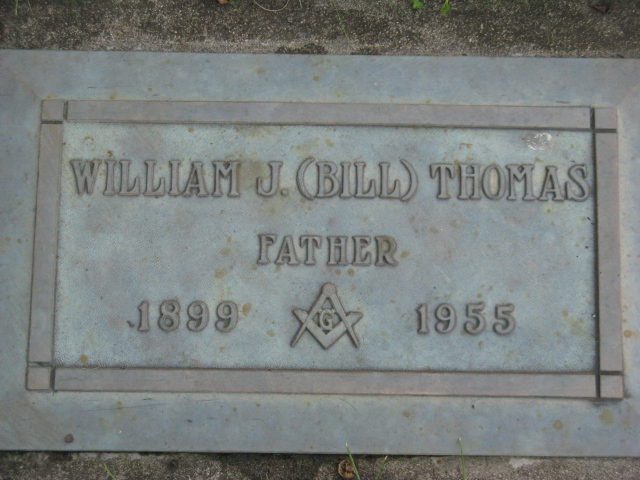 WILLIAM J. (BILL) THOMAS
FATHER
1899 G 1955